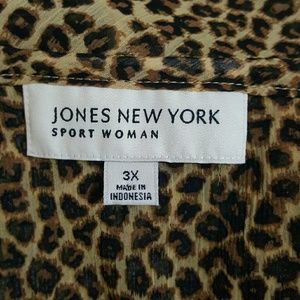 JONES NEW YORK
SPORT WOMAN
3X
MADE IN
INDONESIA